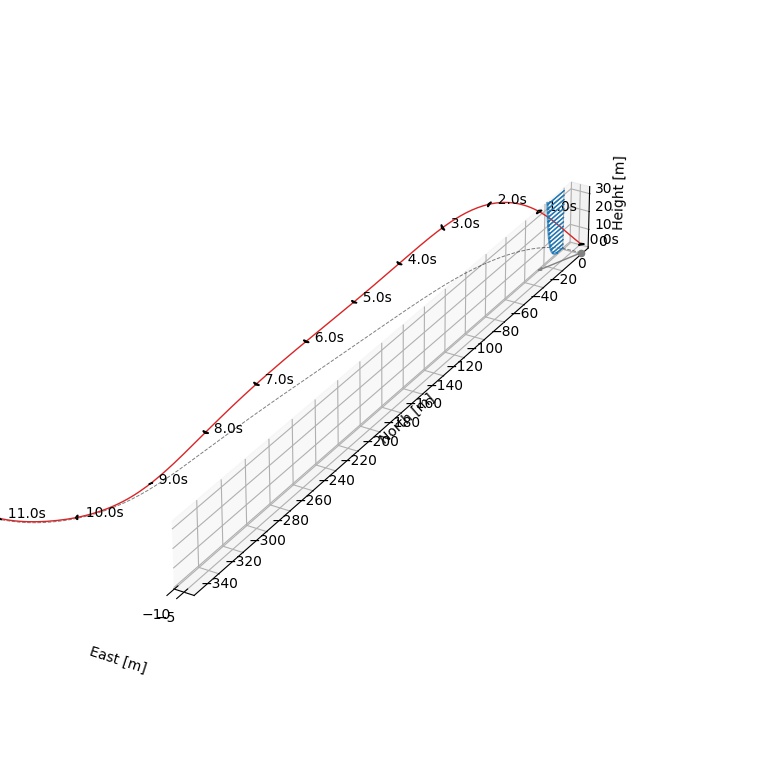 30
20
10
0
Height [m]
0.0s
1.0s
2.0s
3.0s
4.0s
5.0s
6.0s
7.0s
8.0s
9.0s
10.0s
11.0s
0
−20
−40
−60
−80
−100
−120
−140
−160
−180
−200
−220
−240
−260
−280
−300
−320
−340
North [m]
−10
−5
East [m]